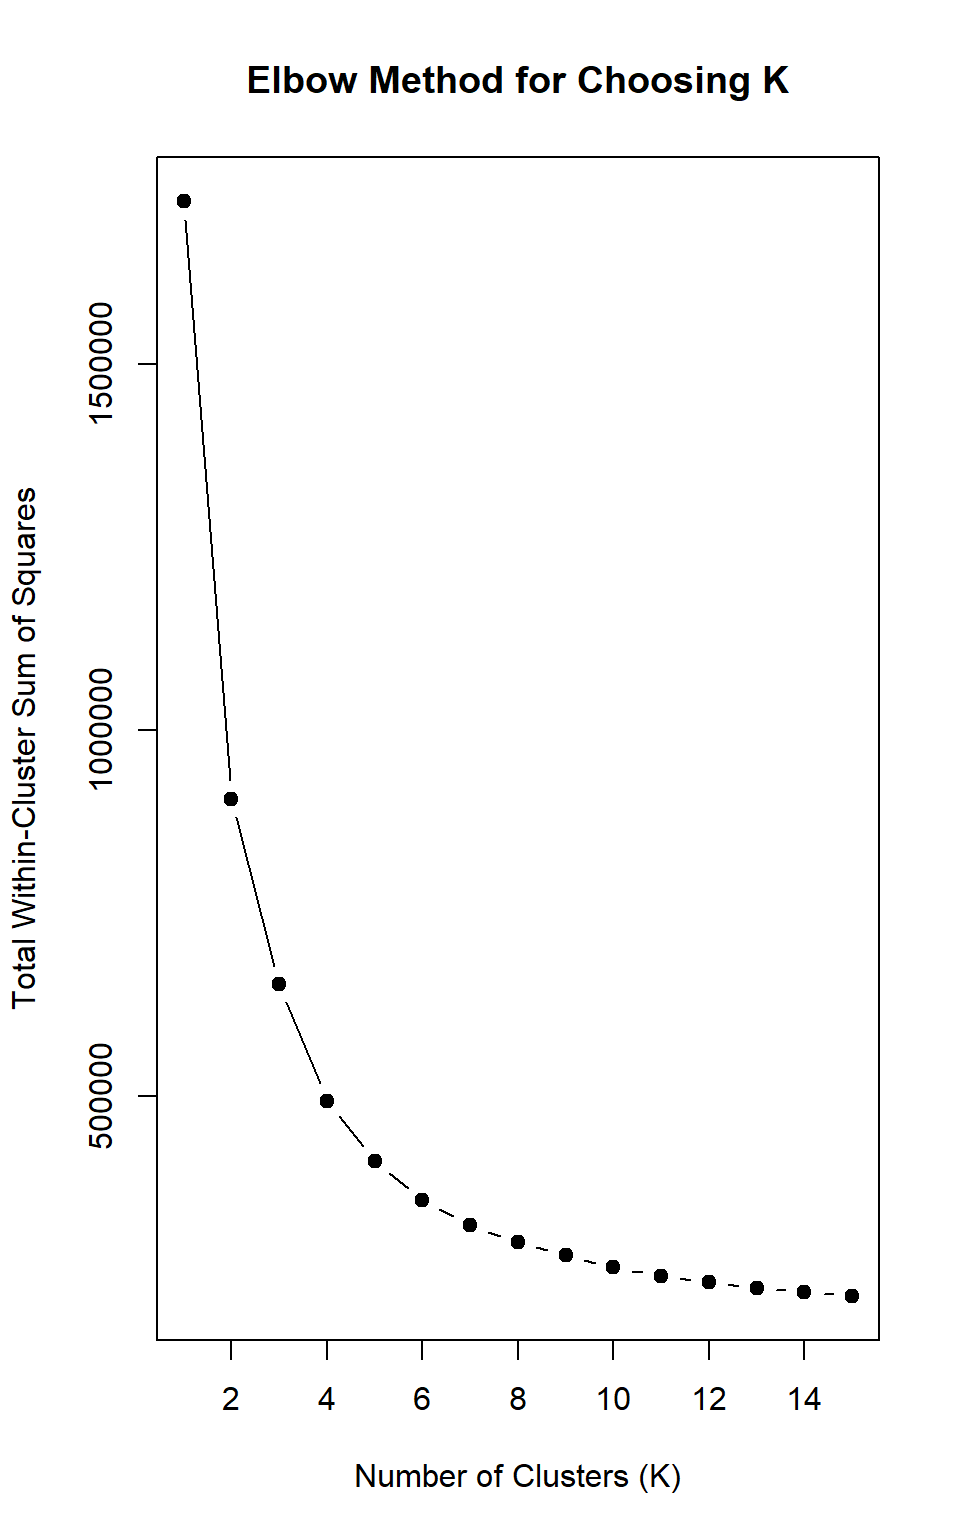 Elbow Method for Choosing K
Total Within-Cluster Sum of Squares
1500000
1000000
500000
2 4 6 8 10 12 14
Number of Clusters (K)